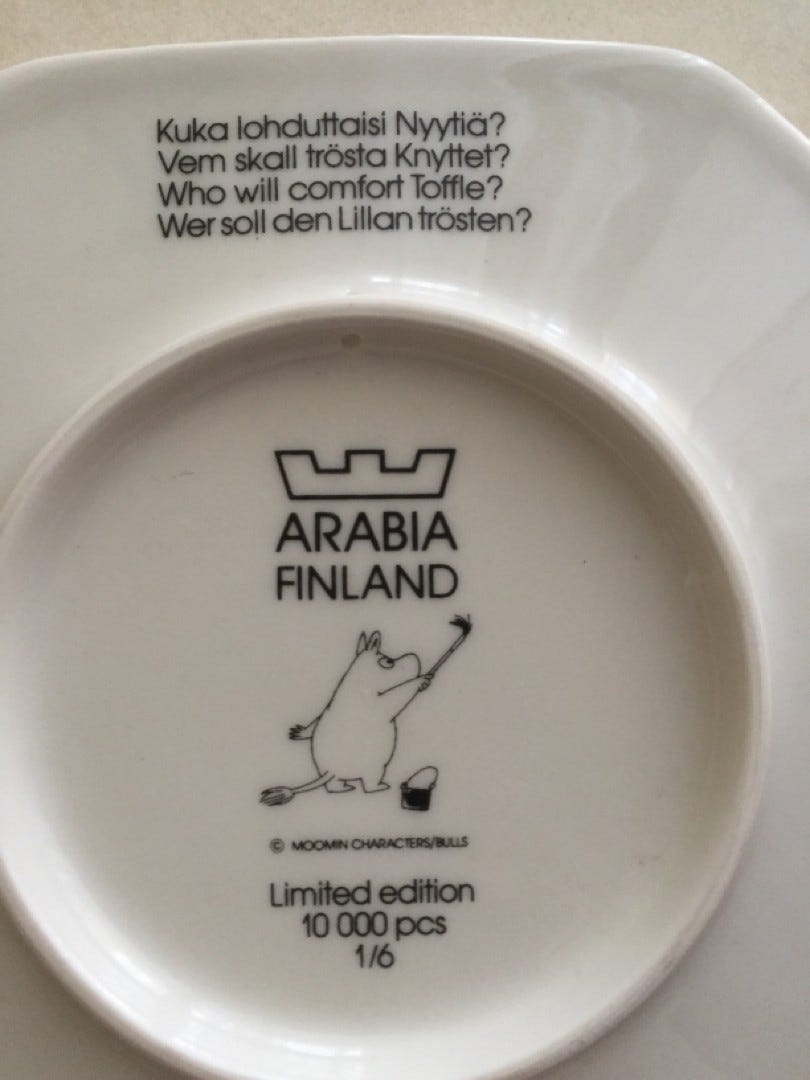 Kuka lohduttaisi Nyytiä?
Vem skall trösta Knyttet?
Who will comfort Toffle?
Wer soll den Lillan trösten?
ARABIA
FINLAND
© MOOMIN CHARACTERS/BULLS
Limited edition
10 000 pcs
1/6